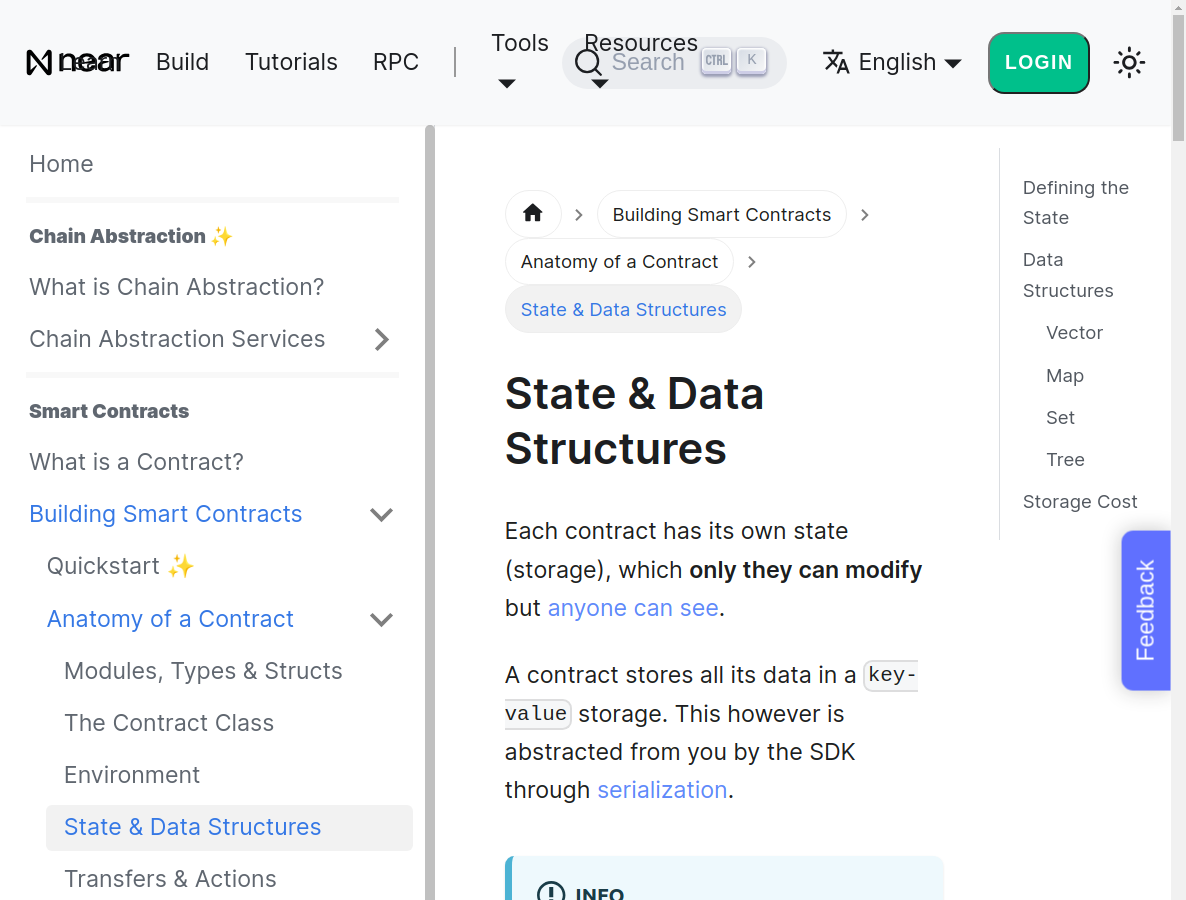 near Learn Build Tutorials RPC Tools Resources Search CTRL K English LOGIN
Home
Chain Abstraction ✨
What is Chain Abstraction?
Chain Abstraction Services
Smart Contracts
What is a Contract?
Building Smart Contracts
Quickstart ✨
Anatomy of a Contract
Modules, Types & Structs
The Contract Class
Environment
State & Data Structures
Transfers & Actions
Building Smart Contracts
Anatomy of a Contract
State & Data Structures
State & Data
Structures
Each contract has its own state
(storage), which only they can modify
but anyone can see.
A contract stores all its data in a key-
value storage. This however is
abstracted from you by the SDK
through serialization.
INFO
Defining the
State
Data
Structures
Vector
Map
Set
Tree
Storage Cost
Feedback